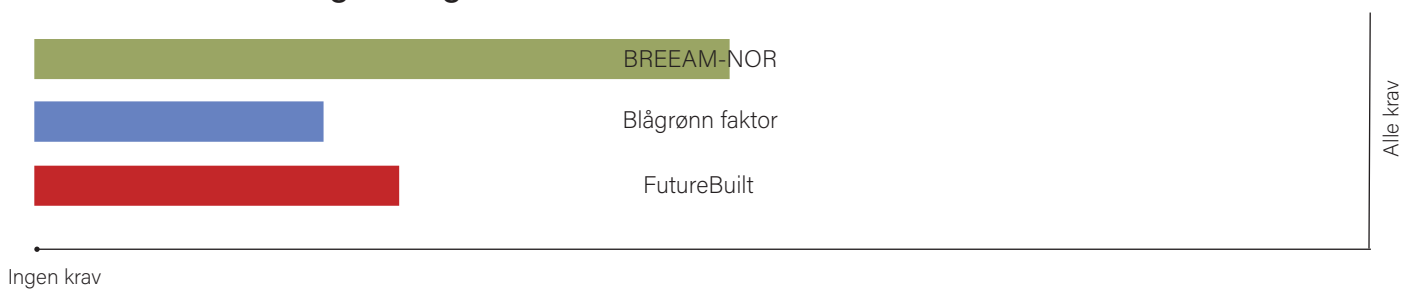 BREEAM-NOR
Blågrønn faktor
FutureBuilt
Alle krav
Ingen krav